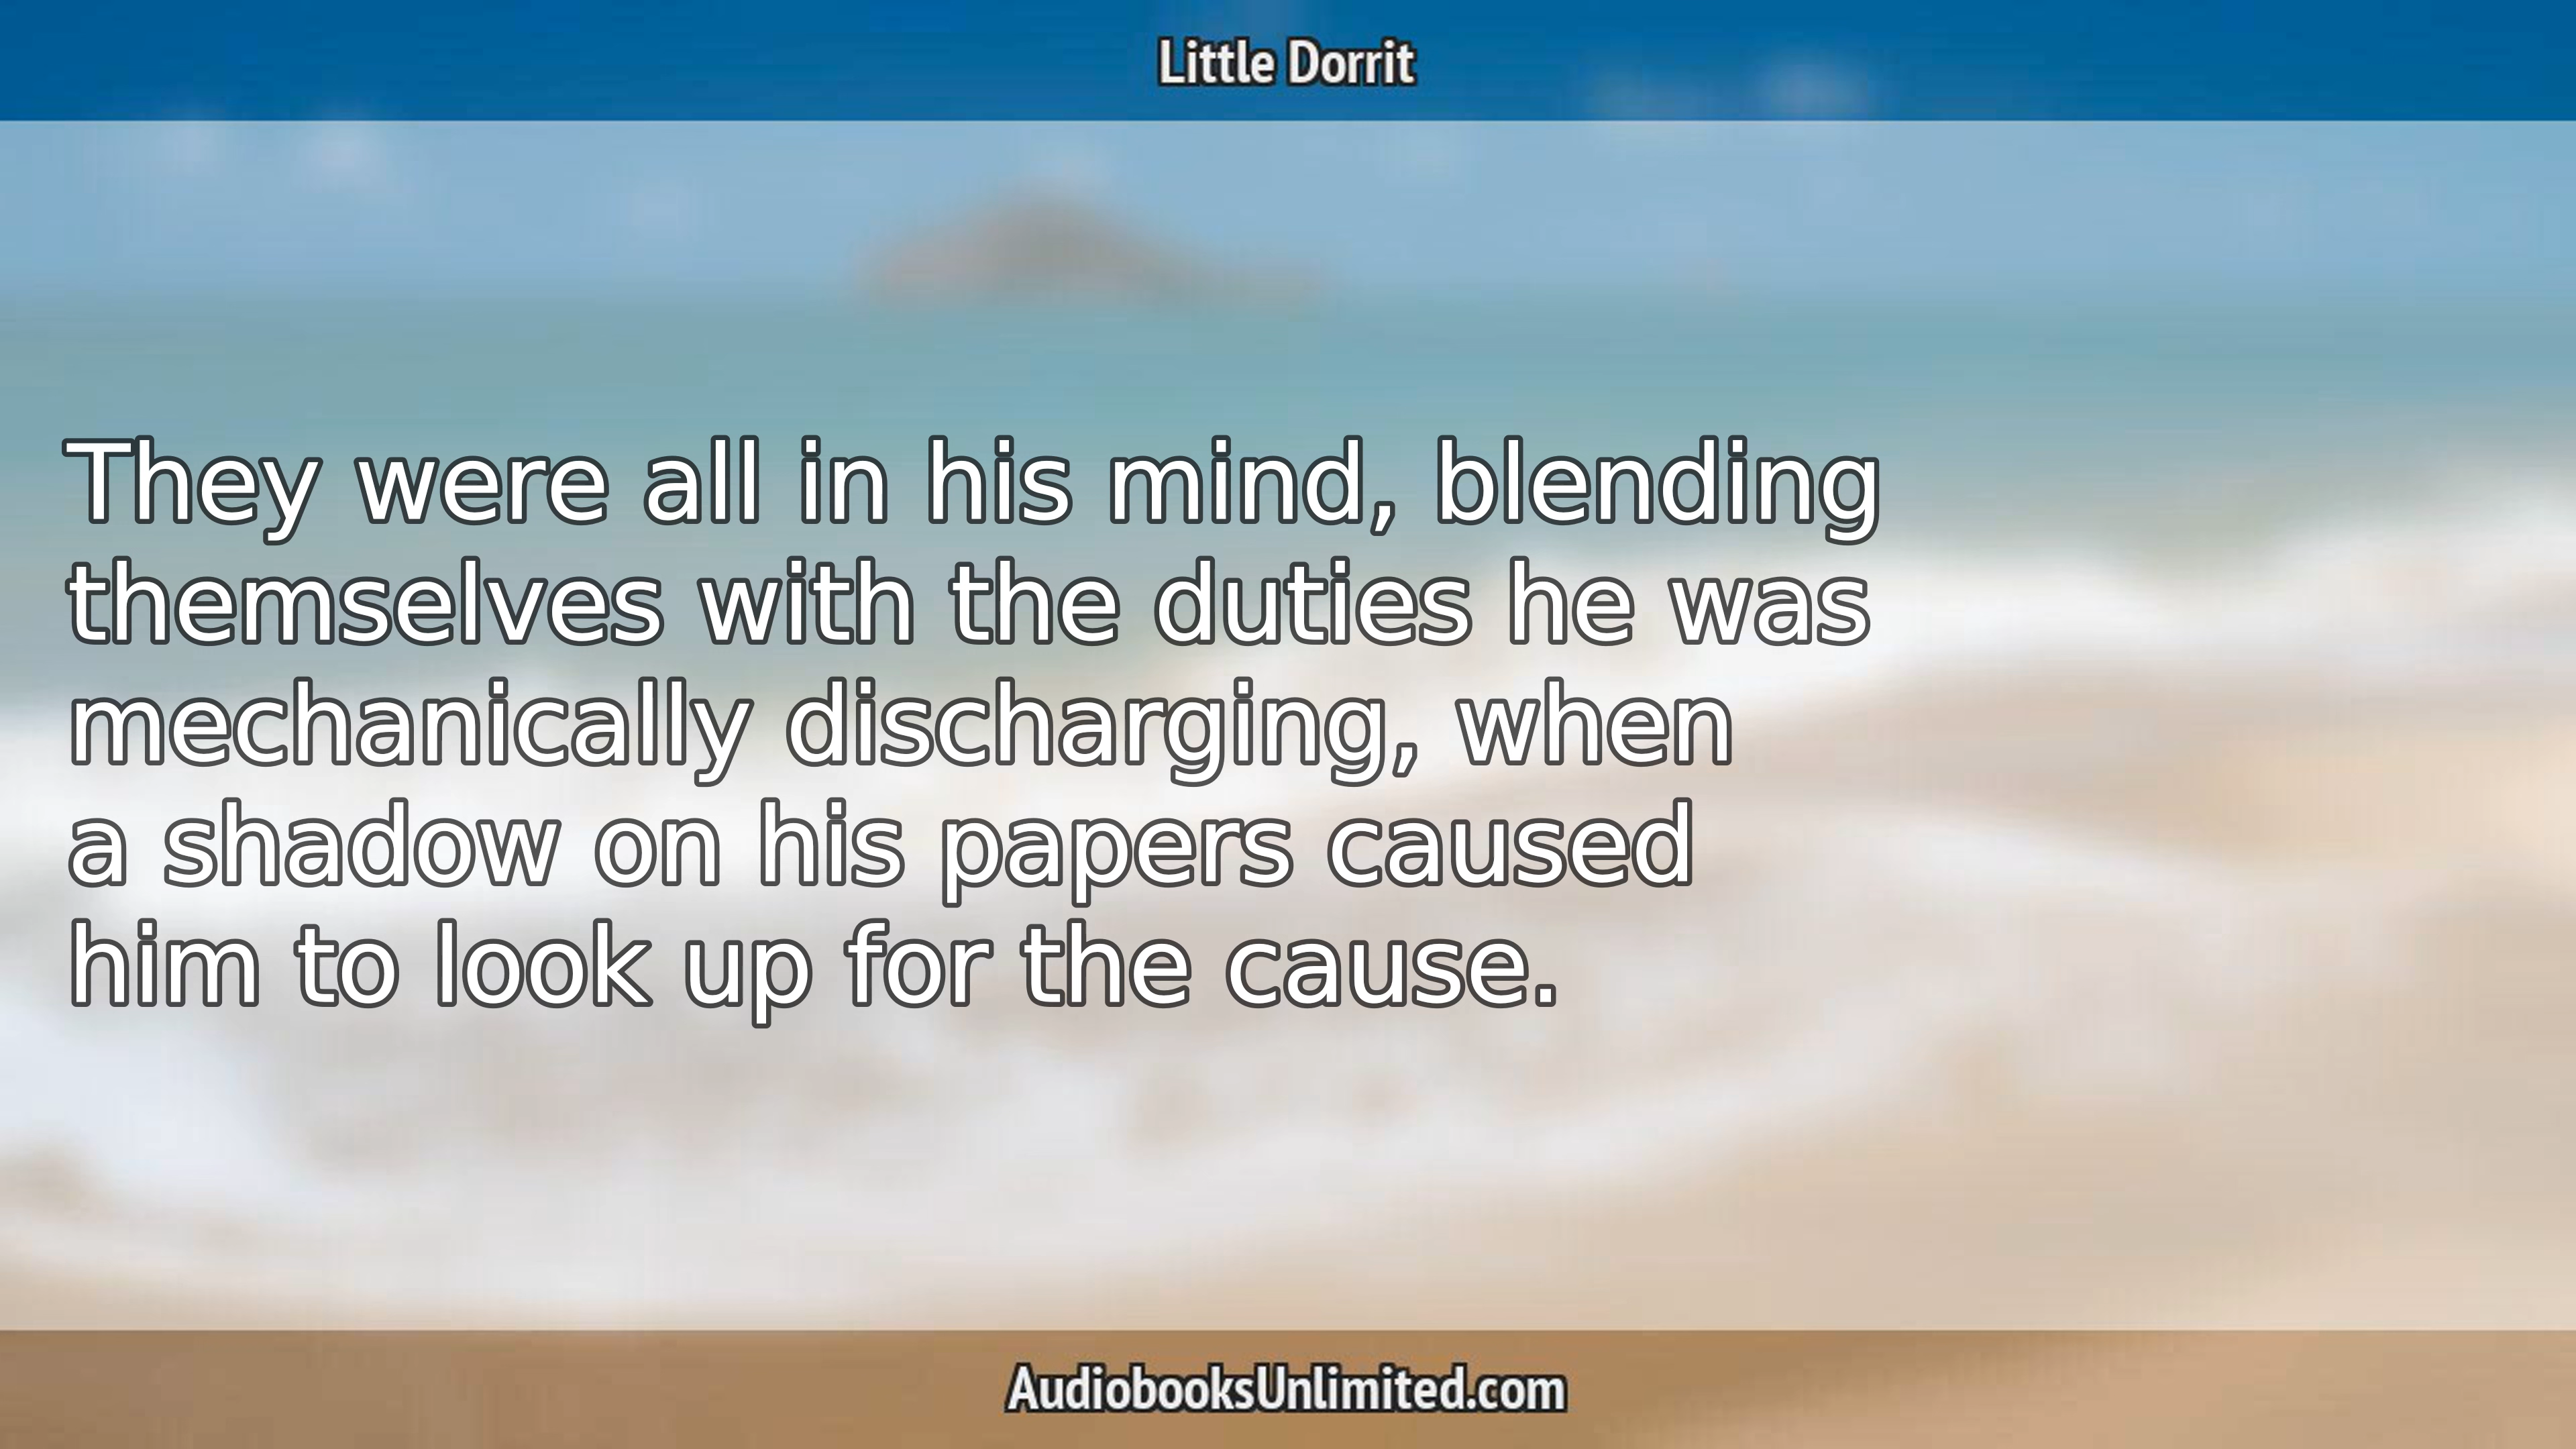 Little Dorrit
They were all in his mind, blending
themselves with the duties he was
mechanically discharging, when
a shadow on his papers caused
him to look up for the cause.
AudiobooksUnlimited.com